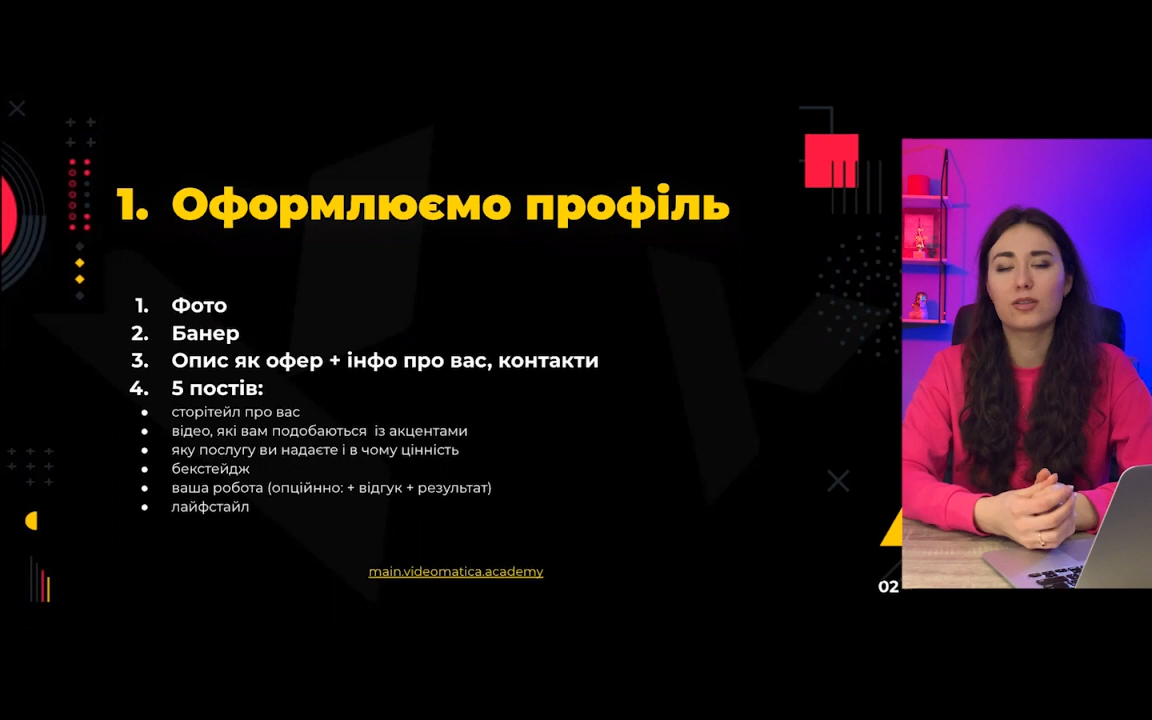 1. Оформлюємо профіль
1. Фото
2. Банер
3. Опис як офер + інфо про вас, контакти
4. 5 постів:
● сторітейл про вас
● відео, які вам подобаються із акцентами
● яку послугу ви надаєте і в чому цінність
● бекстейдж
● ваша робота (опційнно: + відгук + результат)
● лайфстайл
main.videomatica.academy
02